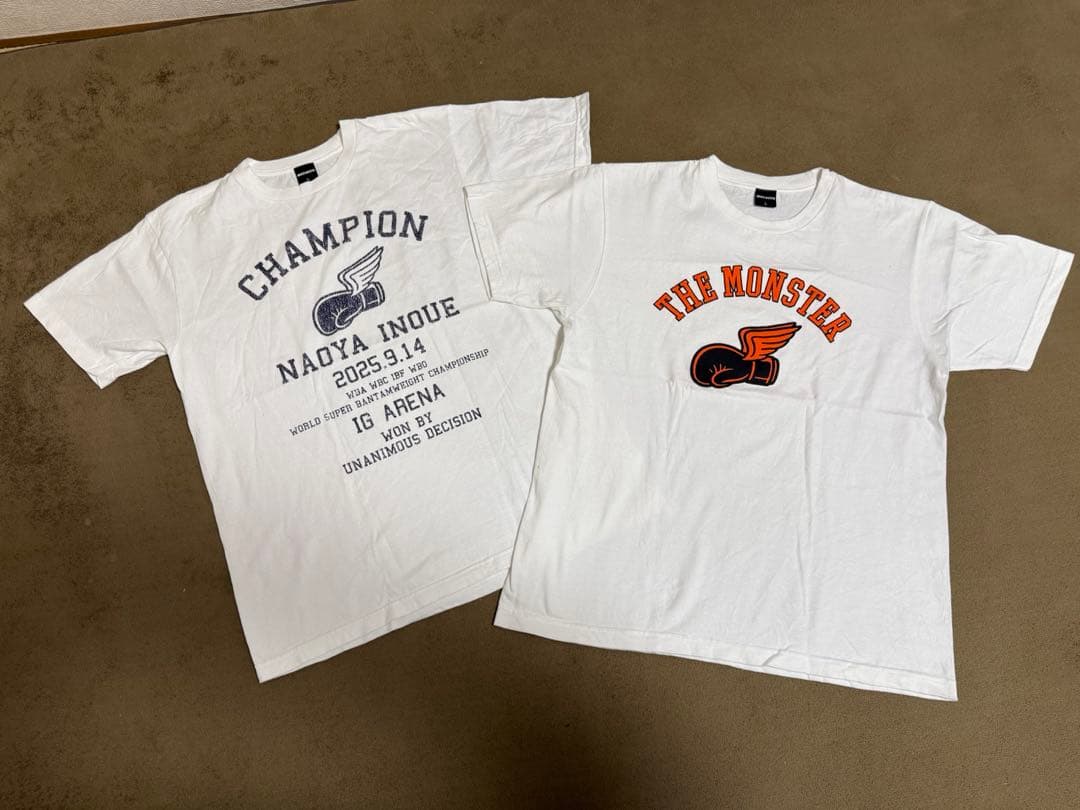 CHAMPION
NAOYA INOUE
2025.9.14
WBA WBC IBF WBO
WORLD SUPER BANTAMWEIGHT CHAMPIONSHIP
IG ARENA
WON BY
UNANIMOUS DECISION
THE MONSTER